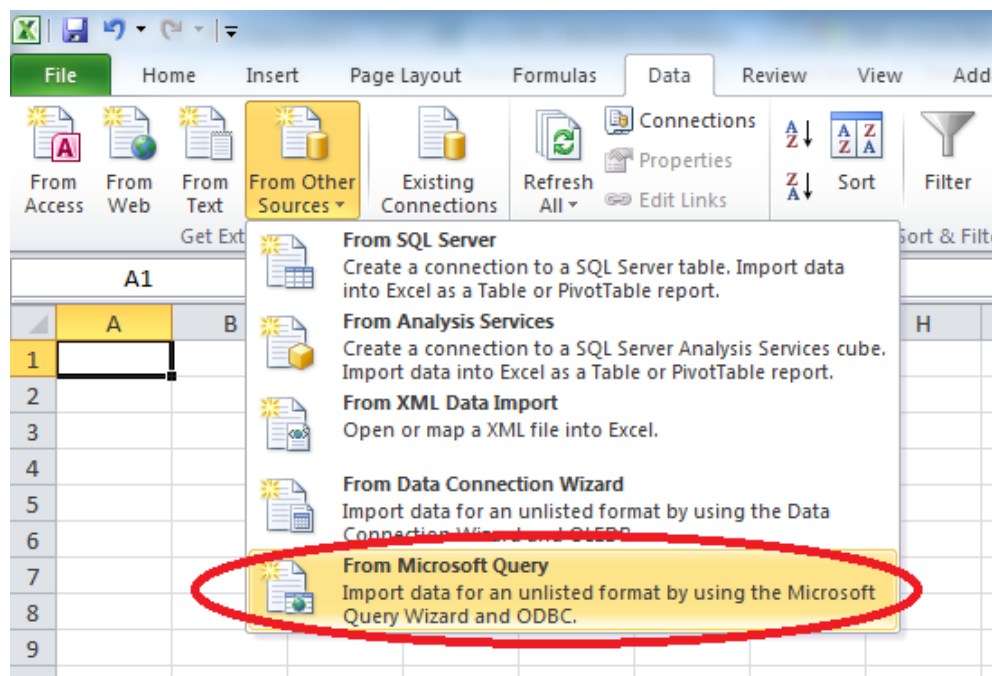 File Home Insert Page Layout Formulas Data Review View Add
From Access
From Web
From Text
From Other Sources
Existing Connections
Refresh All
Connections
Properties
Edit Links
A Z
Z A
A Z Z A
Sort
Filter
Get Ext
Sort & Filt
A1
From SQL Server
Create a connection to a SQL Server table. Import data
into Excel as a Table or PivotTable report.
From Analysis Services
Create a connection to a SQL Server Analysis Services cube.
Import data into Excel as a Table or PivotTable report.
From XML Data Import
Open or map a XML file into Excel.
From Data Connection Wizard
Import data for an unlisted format by using the Data
Connection Wizard and OLEDB.
From Microsoft Query
Import data for an unlisted format by using the Microsoft
Query Wizard and ODBC.
A B H
1
2
3
4
5
6
7
8
9